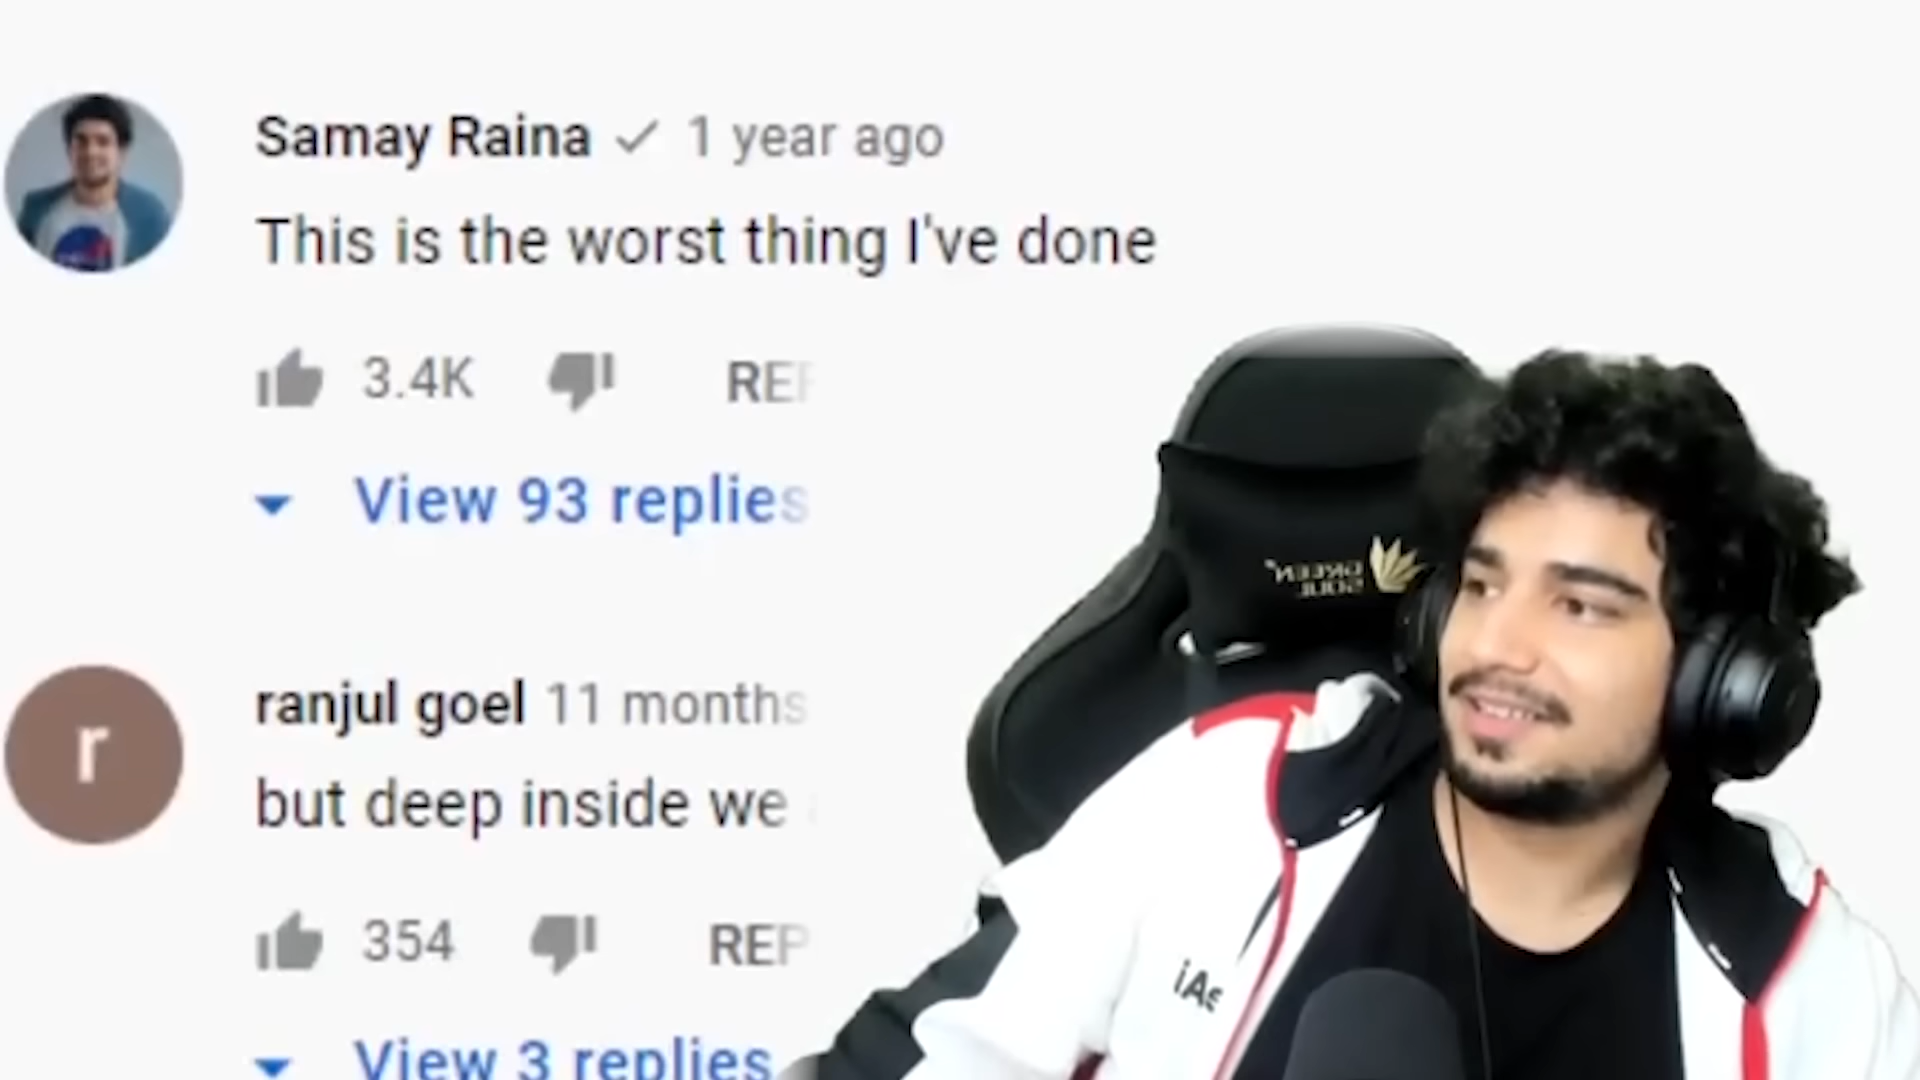 Samay Raina 1 year ago
This is the worst thing I've done
3.4K
View 93 replies
ranjul goel 11 months
but deep inside we
354
View 3 replies
iAs